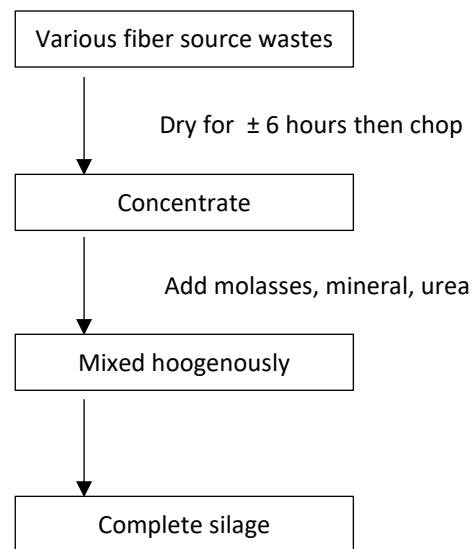 Various fiber source wastes
Dry for ± 6 hours then chop
Concentrate
Add molasses, mineral, urea
Mixed hoogenously
Complete silage